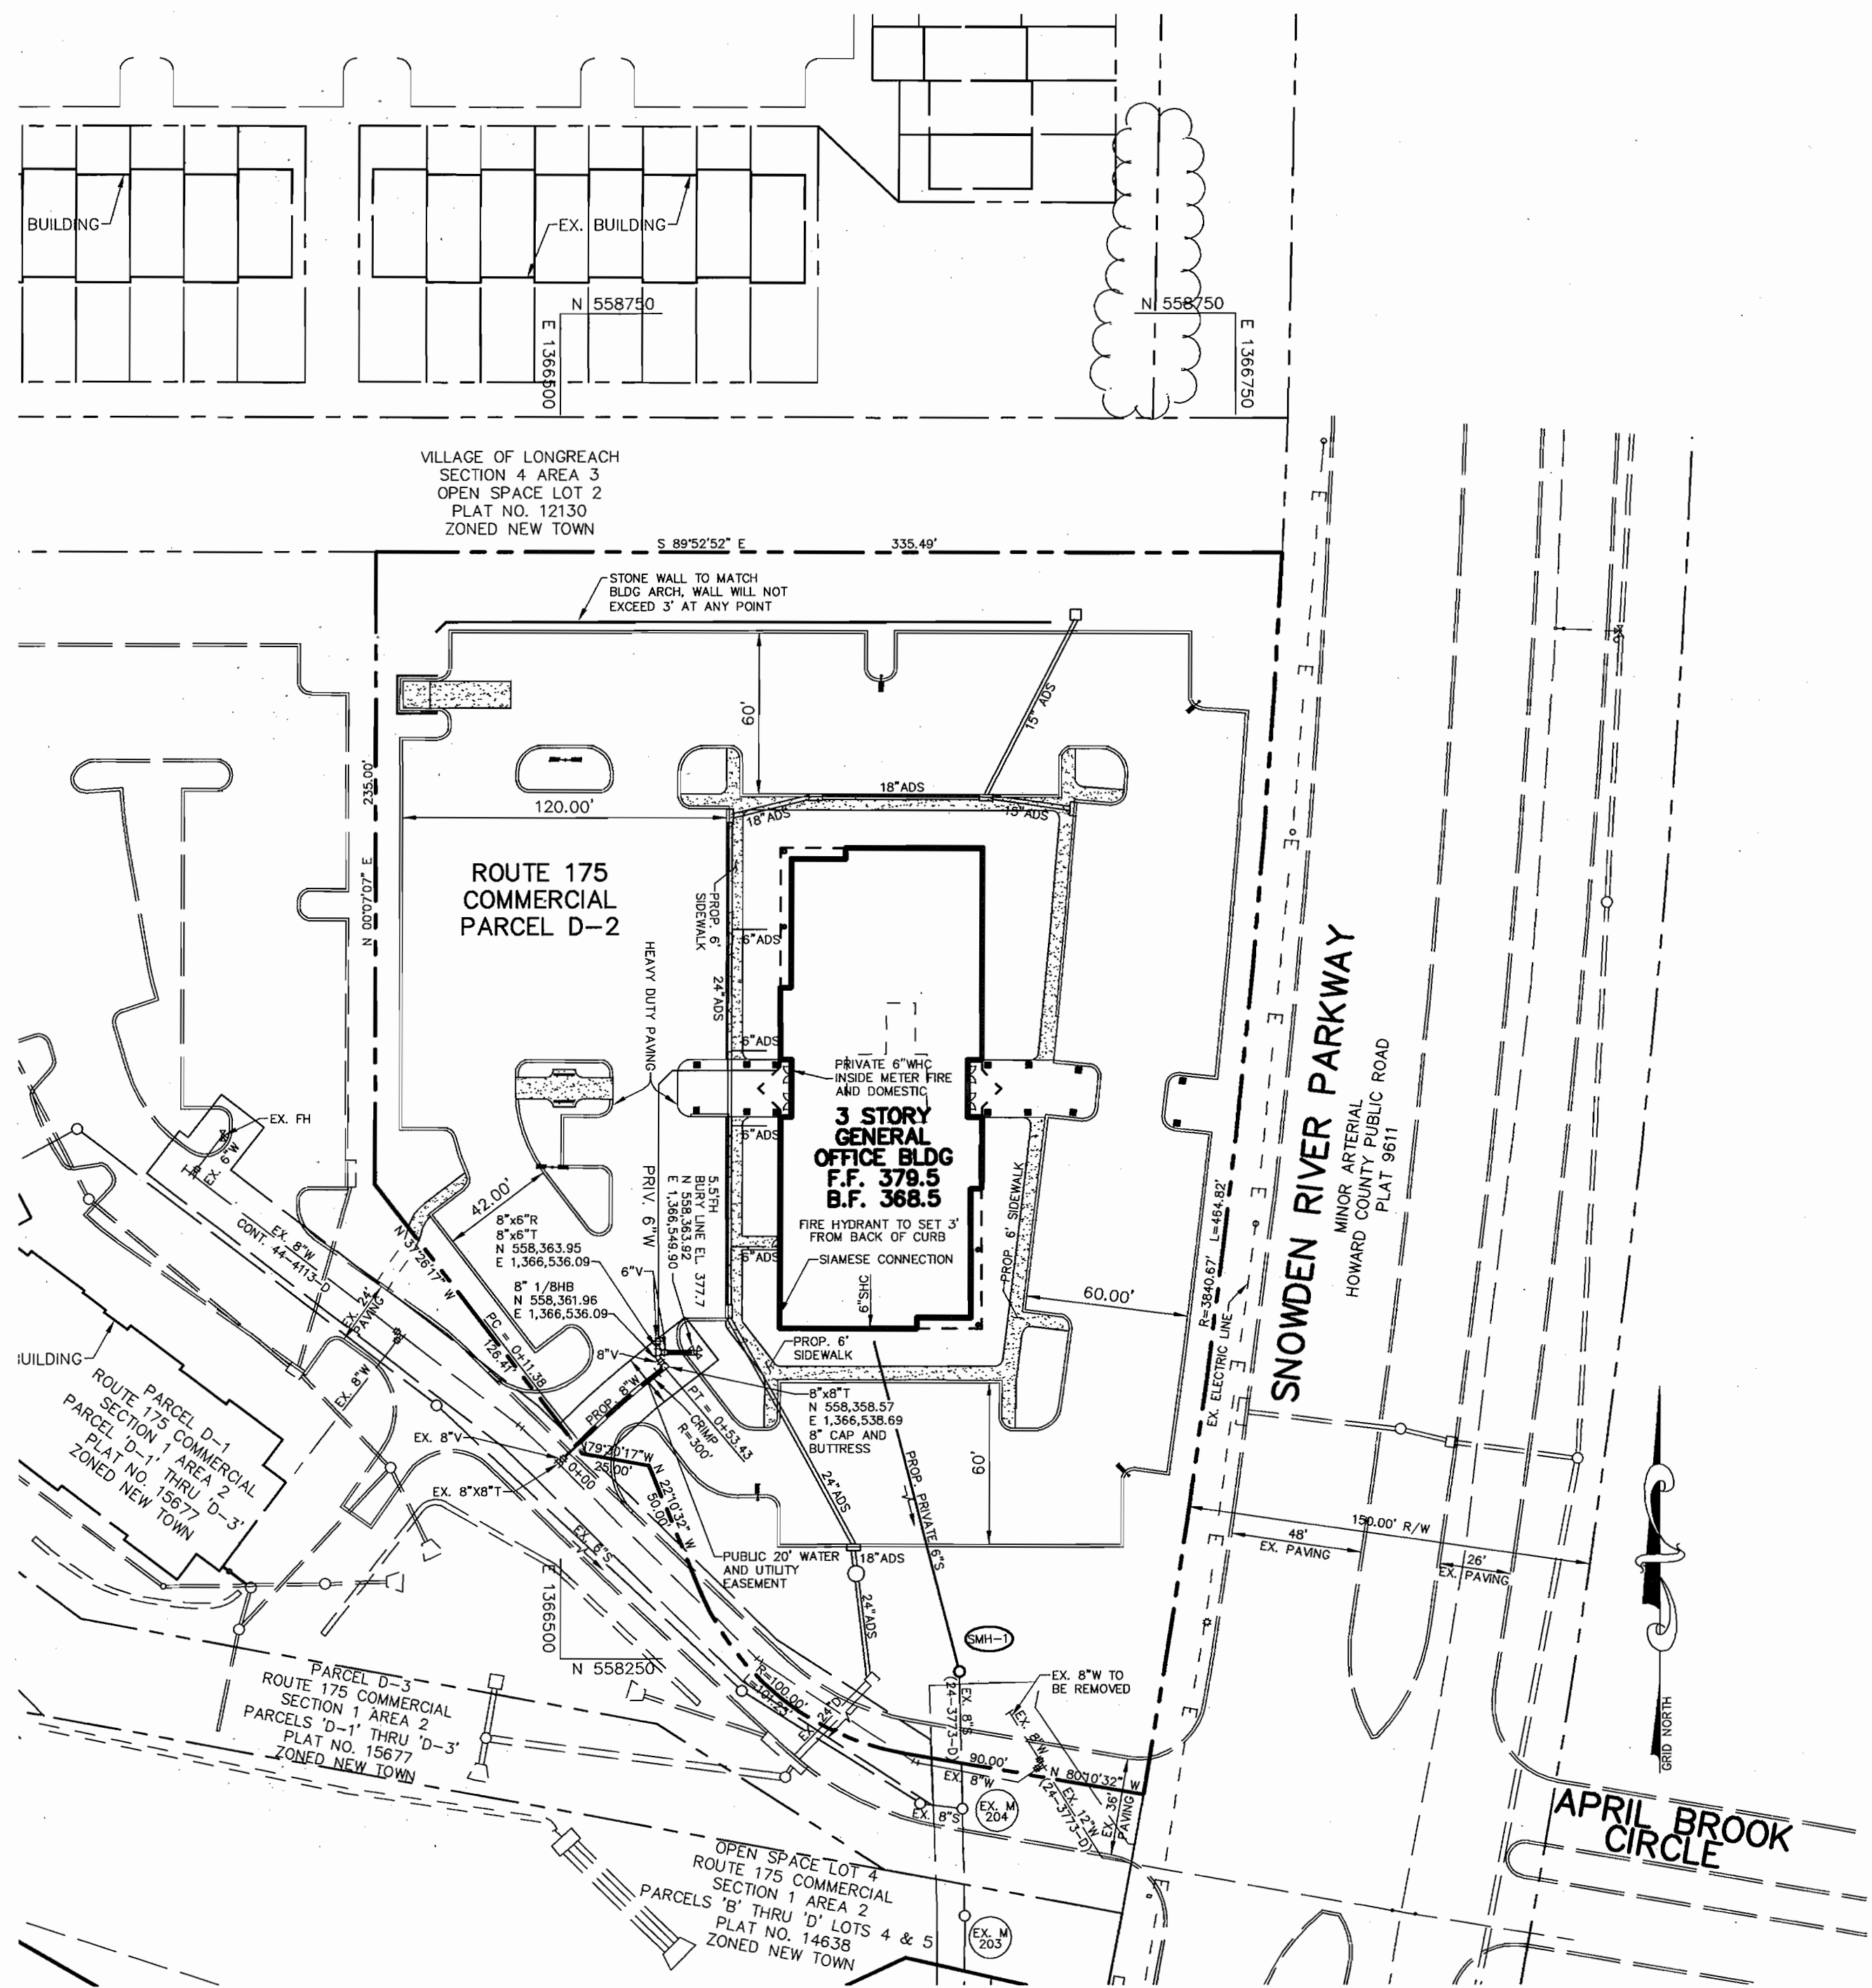 BUILDING
EX. BUILDING
N 558750
E 1366500
N 558750
E 1366750
VILLAGE OF LONGREACH
SECTION 4 AREA 3
OPEN SPACE LOT 2
PLAT NO. 12130
ZONED NEW TOWN
S 89°52'52" E
335.49'
STONE WALL TO MATCH
BLDG ARCH, WALL WILL NOT
EXCEED 3' AT ANY POINT
60'
15" ADS
18"ADS
18"ADS
15"ADS
120.00'
N 00°07'07" E
235.00'
ROUTE 175
COMMERCIAL
PARCEL D-2
PROP. 6'
SIDEWALK
6"ADS
24"ADS
HEAVY DUTY PAVING
6"ADS
PRIVATE 6"WHC
INSIDE METER FIRE
AND DOMESTIC
3 STORY
GENERAL
OFFICE BLDG
F.F. 379.5
B.F. 368.5
FIRE HYDRANT TO SET 3'
FROM BACK OF CURB
SIAMESE CONNECTION
6"SHC
6"ADS
6"ADS
PROP. 6' SIDEWALK
60.00'
R=3840.67' L=464.82'
EX. ELECTRIC LINE
E
E
E
E
E
E
E
E
E
E
E
E
SNOWDEN RIVER PARKWAY
MINOR ARTERIAL
HOWARD COUNTY PUBLIC ROAD
PLAT 9611
EX. FH
EX. 6"W
EX. 8"W
CONT. 44-4113-D
42.00'
8"x6"R
8"x6"T
N 558,363.95
E 1,366,536.09
8" 1/8HB
N 558,361.96
E 1,366,536.09
PRIV. 6"W
5.5'FH
BURY LINE EL 377.7
N 558,363.92
E 1,366,549.90
6"V
8"V
N 37°26'17" W
126.41'
PC = 0+11.38
EX. 24'
PAVING
EX. 8"W
PROP. 8"W
PT = 0+53.43
CRIMP
R=300'
PROP. 6'
SIDEWALK
8"x8"T
N 558,358.57
E 1,366,538.69
8" CAP AND
BUTTRESS
EX. 8"V
EX. 8"X8"T
0+00
N79°20'17"W
25.00'
N 22°10'32" W
50.00'
EX. 6"S
PUBLIC 20' WATER
AND UTILITY
EASEMENT
24"ADS
18"ADS
24"ADS
PROP. PRIVATE 6"S
60'
150.00' R/W
48'
EX. PAVING
26'
EX. PAVING
BUILDING
PARCEL D-1
ROUTE 175 COMMERCIAL
SECTION 1 AREA 2
PARCEL 'D-1' THRU 'D-3'
PLAT NO. 15677
ZONED NEW TOWN
E 1366500
N 558250
SMH-1
R=100.00'
L=101.23'
EX. 24"D
EX. 8"S
(24-3773-D)
EX. 8"W TO
BE REMOVED
EX. 8"W
90.00'
N 80°10'32" W
EX. 8"W
EX. 12"W
(24-3773-D)
EX. 36'
PAVING
EX. 8"S
EX. M
204
EX. M
203
PARCEL D-3
ROUTE 175 COMMERCIAL
SECTION 1 AREA 2
PARCELS 'D-1' THRU 'D-3'
PLAT NO. 15677
ZONED NEW TOWN
OPEN SPACE LOT 4
ROUTE 175 COMMERCIAL
SECTION 1 AREA 2
PARCELS 'B' THRU 'D' LOTS 4 & 5
PLAT NO. 14638
ZONED NEW TOWN
GRID NORTH
APRIL BROOK
CIRCLE